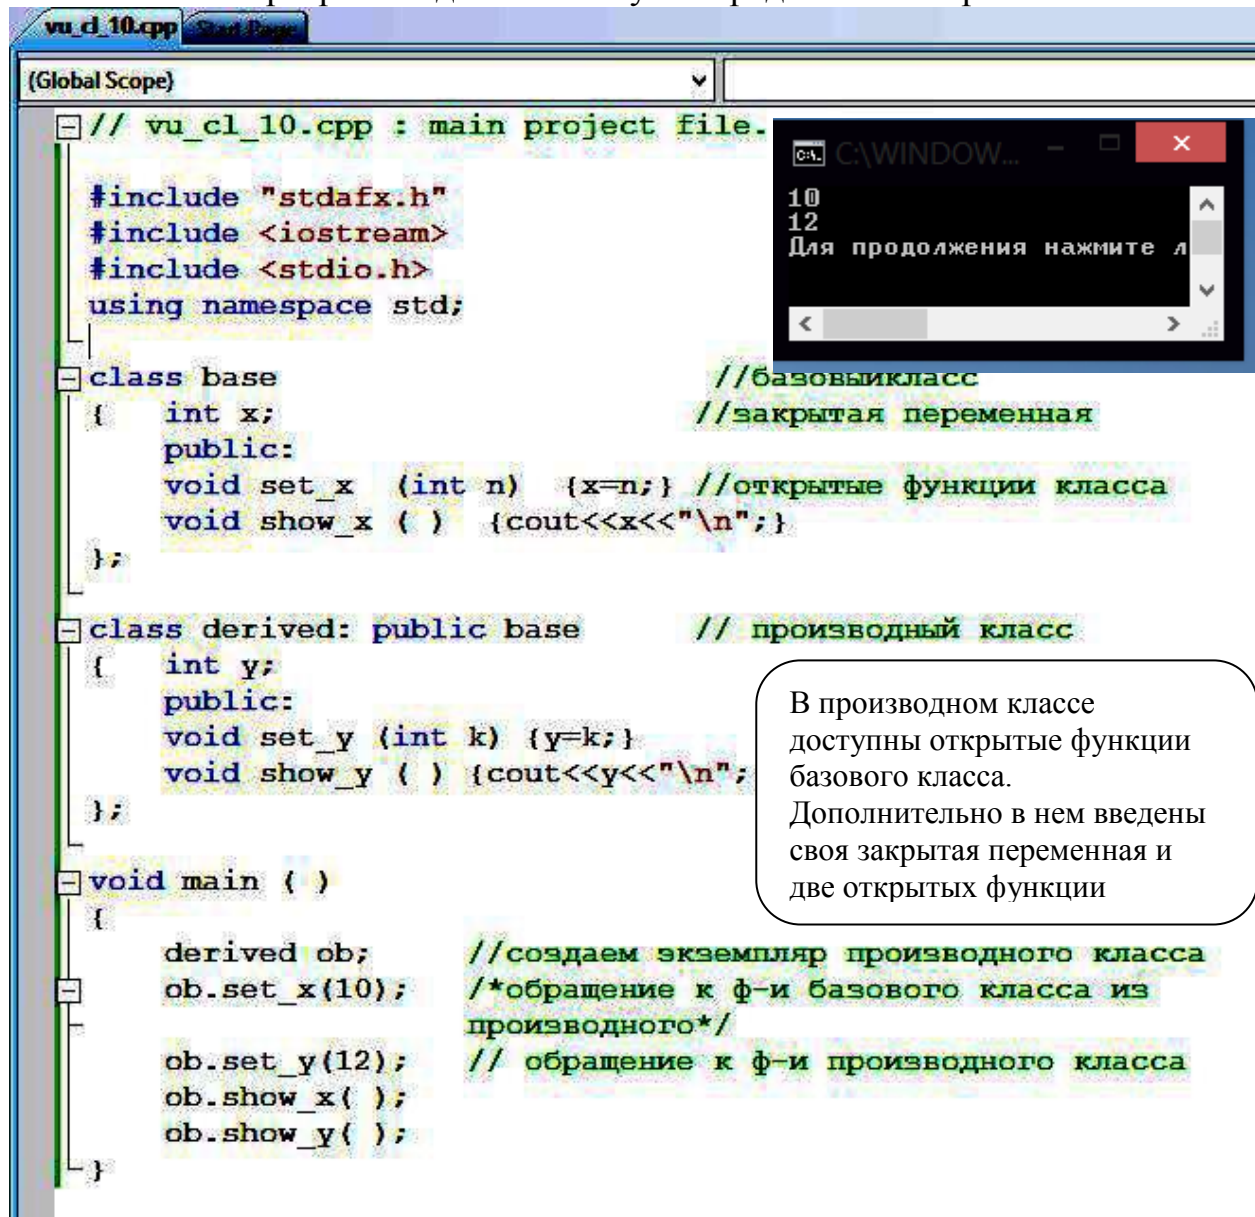 vu_cl_10.cpp Start Page
(Global Scope)
// vu_cl_10.cpp : main project file.
#include "stdafx.h"
#include <iostream>
#include <stdio.h>
using namespace std;
C:\WINDOW...
10
12
Для продолжения нажмите л
class base //базовыйкласс
{ int x; //закрытая переменная
public:
void set_x (int n) {x=n;} //открытые функции класса
void show_x ( ) {cout<<x<<"\n";}
};
class derived: public base // производный класс
{ int y;
public:
void set_y (int k) {y=k;}
void show_y ( ) {cout<<y<<"\n";
};
В производном классе
доступны открытые функции
базового класса.
Дополнительно в нем введены
своя закрытая переменная и
две открытых функции
void main ( )
{
derived ob; //создаем экземпляр производного класса
ob.set_x(10); /*обращение к ф-и базового класса из
производного*/
ob.set_y(12); // обращение к ф-и производного класса
ob.show_x( );
ob.show_y( );
}